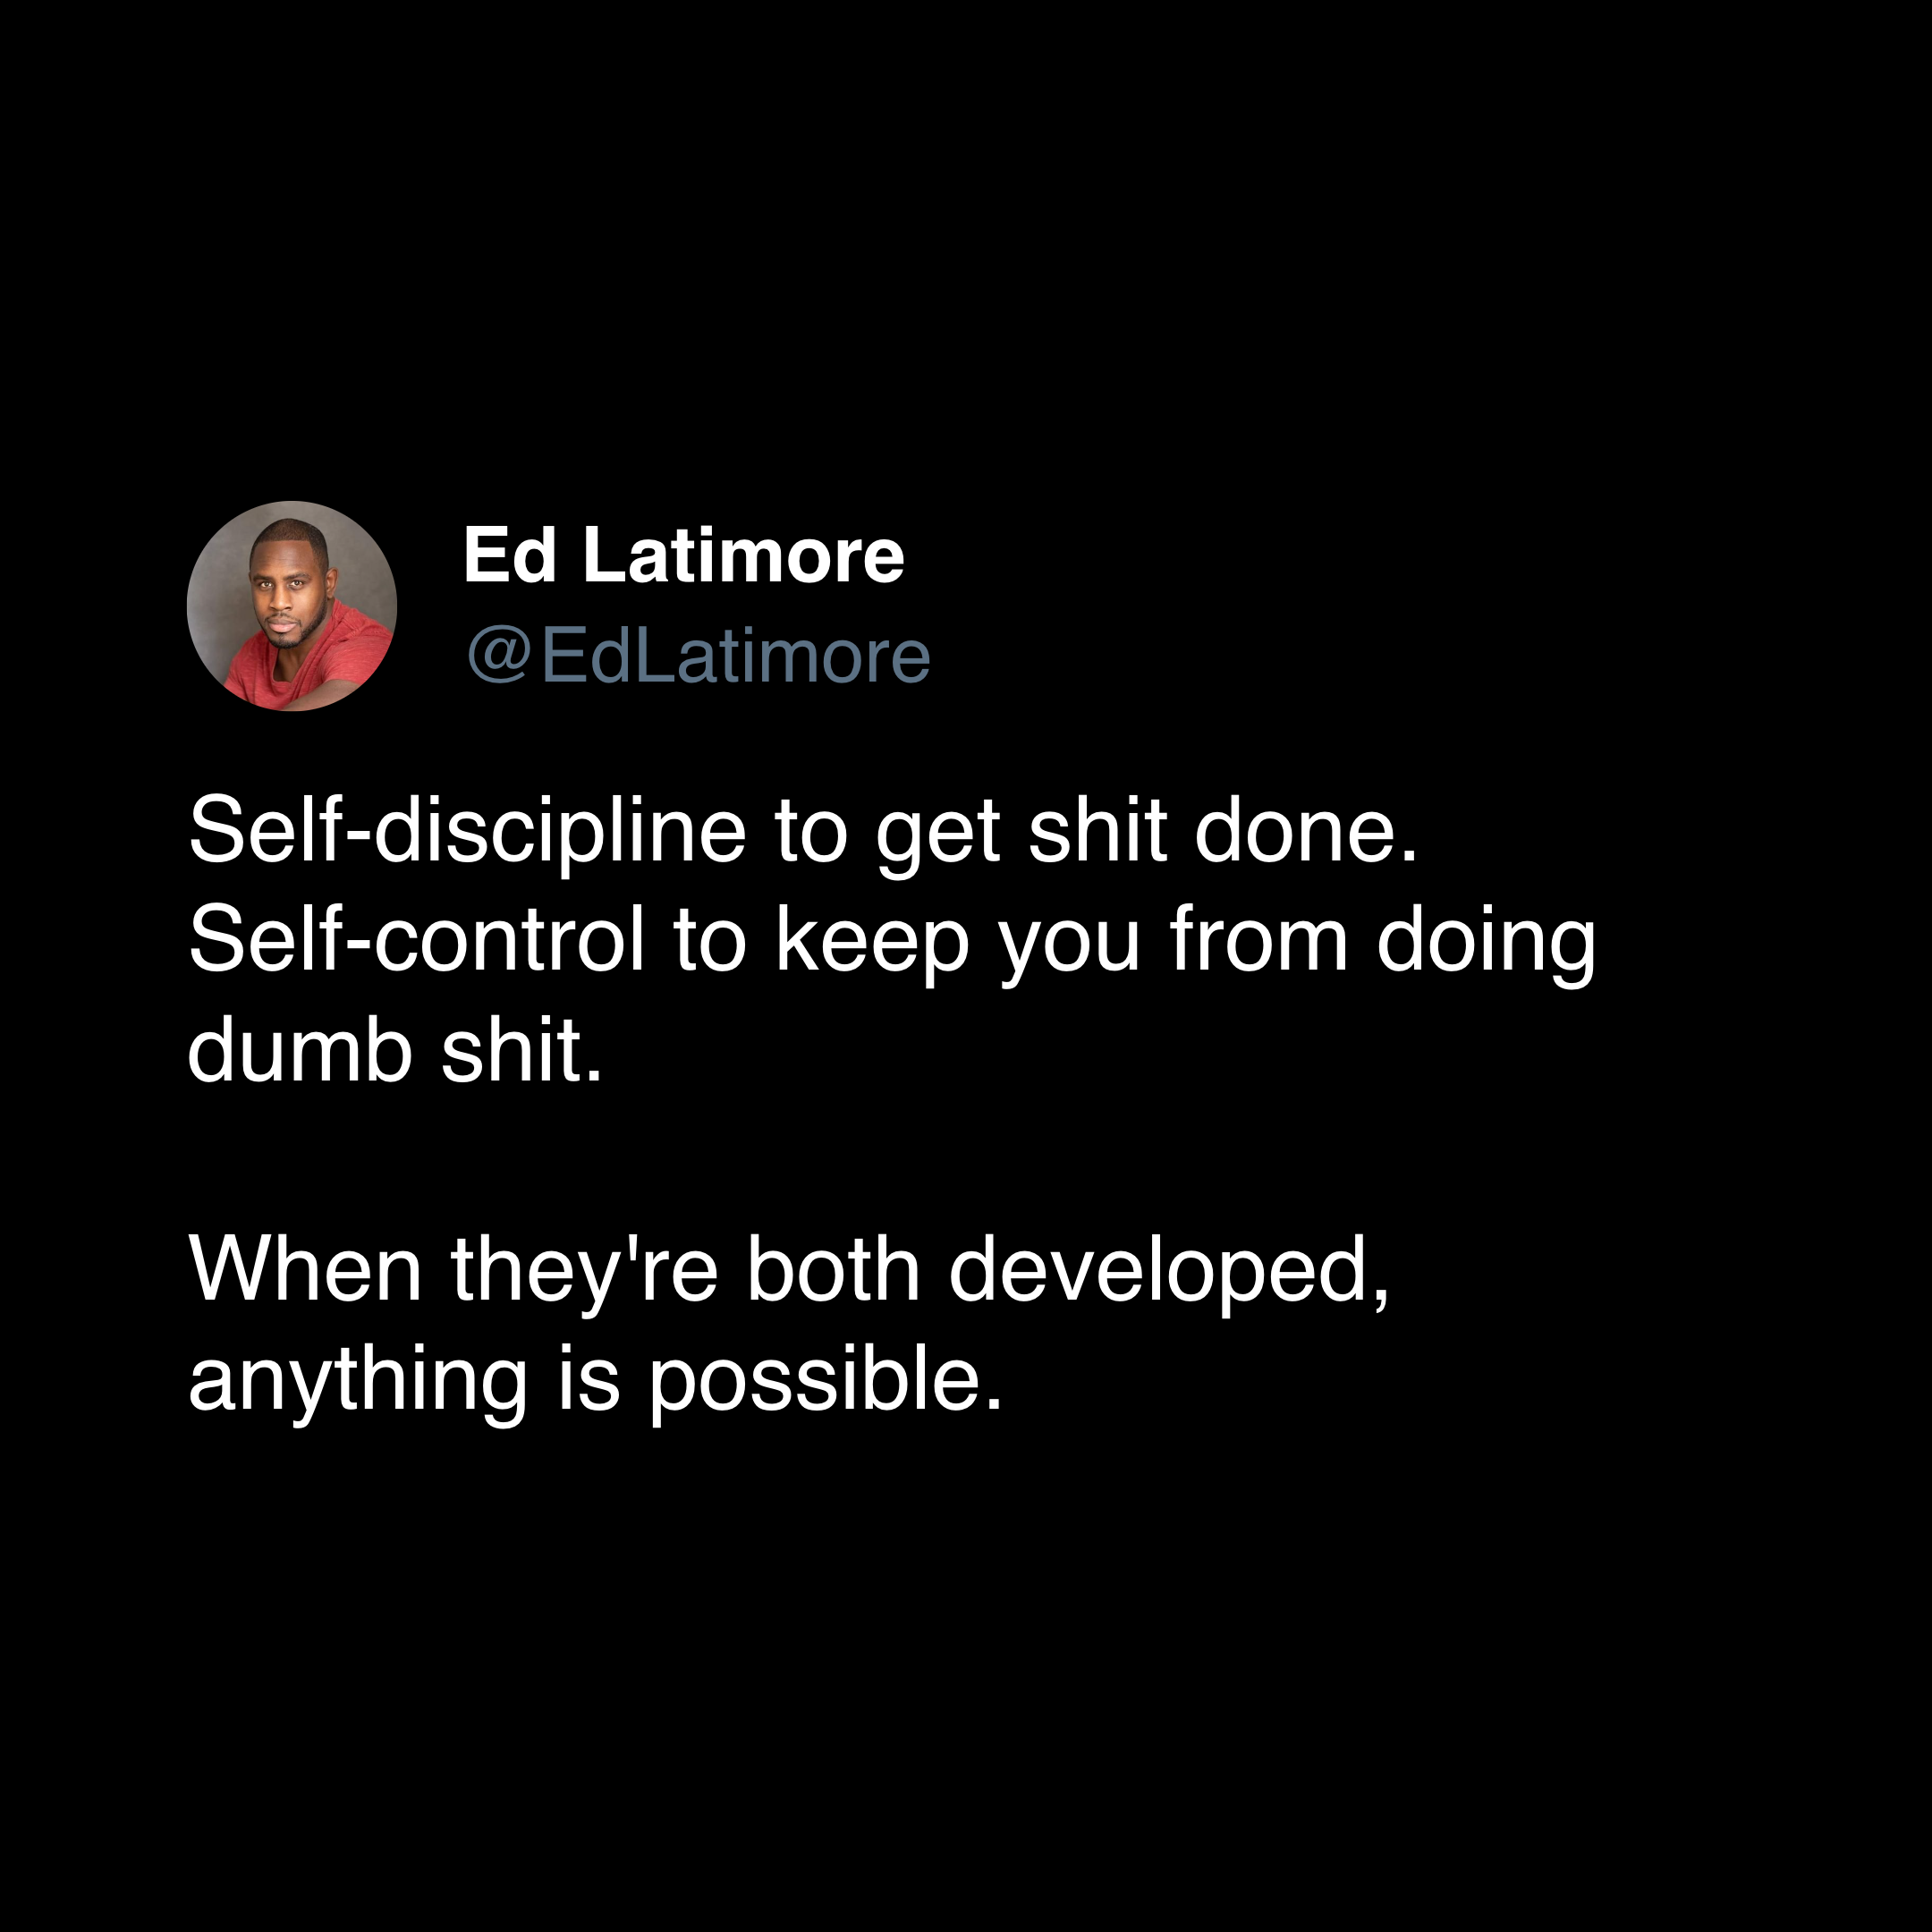 Ed Latimore
@EdLatimore
Self-discipline to get shit done.
Self-control to keep you from doing
dumb shit.
When they're both developed,
anything is possible.